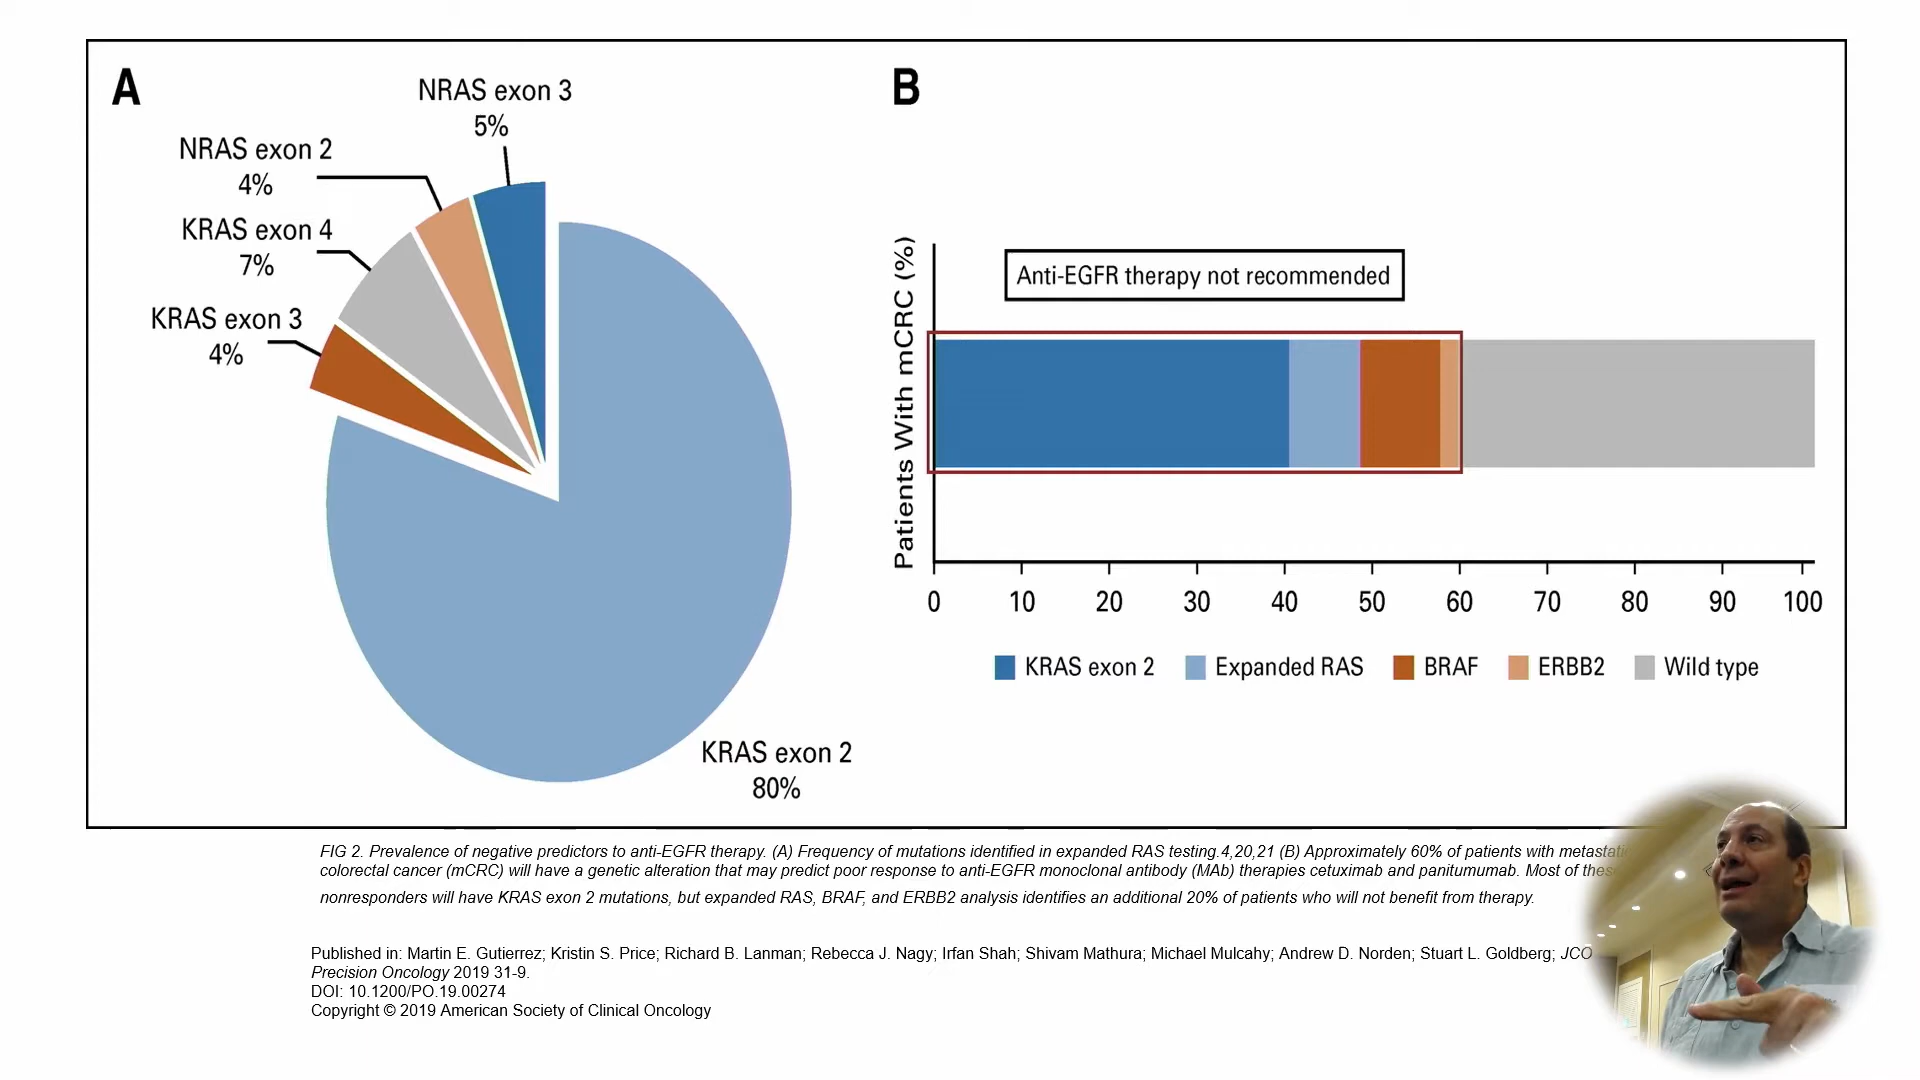 A
NRAS exon 3
5%
NRAS exon 2
4%
KRAS exon 4
7%
KRAS exon 3
4%
KRAS exon 2
80%
B
Patients With mCRC (%)
Anti-EGFR therapy not recommended
0 10 20 30 40 50 60 70 80 90 100
KRAS exon 2 Expanded RAS BRAF ERBB2 Wild type
FIG 2. Prevalence of negative predictors to anti-EGFR therapy. (A) Frequency of mutations identified in expanded RAS testing.4,20,21 (B) Approximately 60% of patients with
colorectal cancer (mCRC) will have a genetic alteration that may predict poor response to anti-EGFR monoclonal antibody (MAb) therapies cetuximab and panitumumab. Most of
nonresponders will have KRAS exon 2 mutations, but expanded RAS, BRAF, and ERBB2 analysis identifies an additional 20% of patients who will not benefit from therapy.
Published in: Martin E. Gutierrez; Kristin S. Price; Richard B. Lanman; Rebecca J. Nagy; Irfan Shah; Shivam Mathura; Michael Mulcahy; Andrew D. Norden; Stuart L. Goldberg; JCO
Precision Oncology 2019 31-9.
DOI: 10.1200/PO.19.00274
Copyright © 2019 American Society of Clinical Oncology